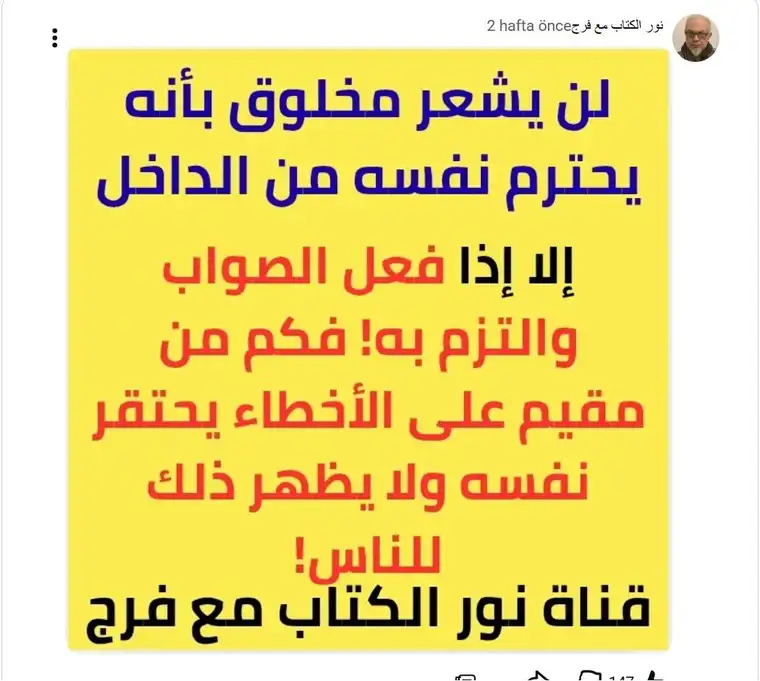 نور الكتاب مع فرج 2 hafta önce
لن يشعر مخلوق بأنه
يحترم نفسه من الداخل
إلا إذا فعل الصواب
والتزم به! فكم من
مقيم على الأخطاء يحتقر
نفسه ولا يظهر ذلك
للناس!
قناة نور الكتاب مع فرج